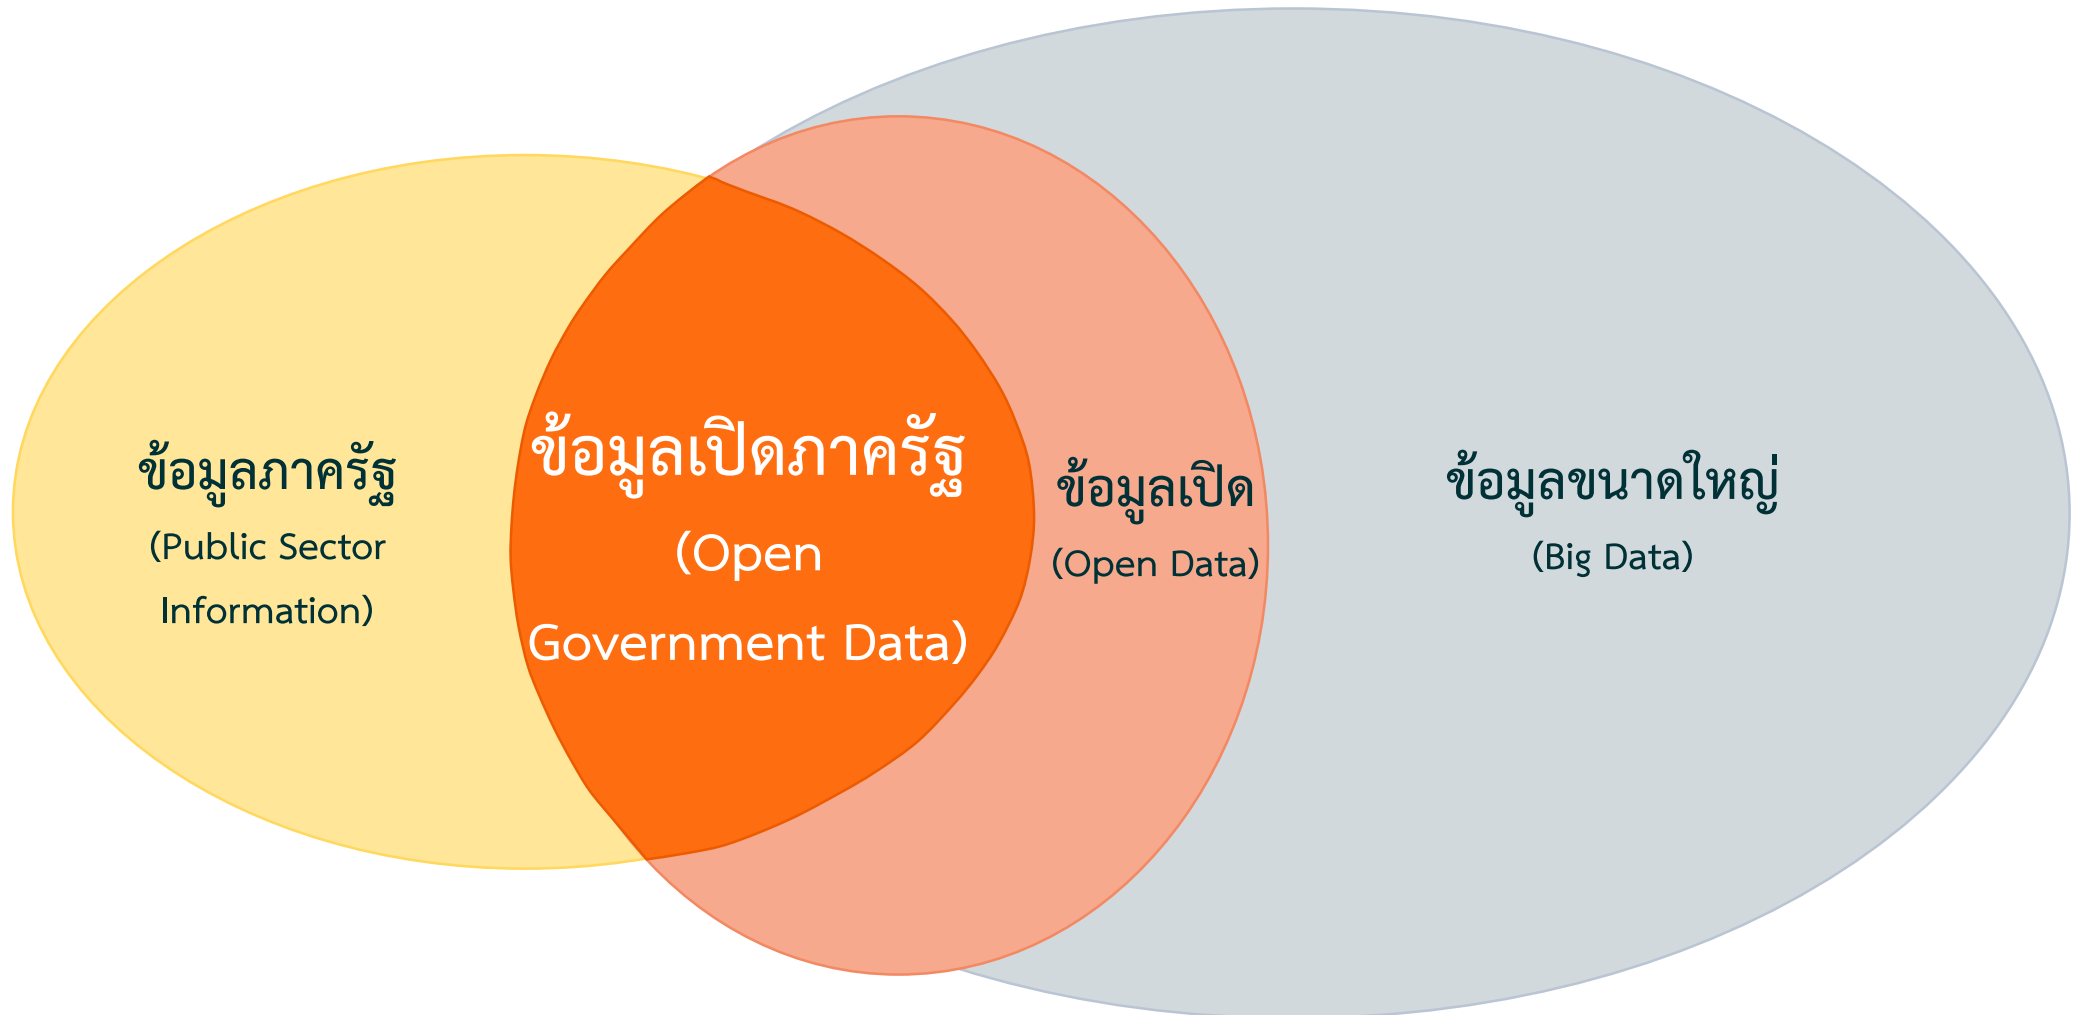 ข้อมูลภาครัฐ
(Public Sector
Information)
ข้อมูลเปิดภาครัฐ
(Open
Government Data)
ข้อมูลเปิด
(Open Data)
ข้อมูลขนาดใหญ่
(Big Data)